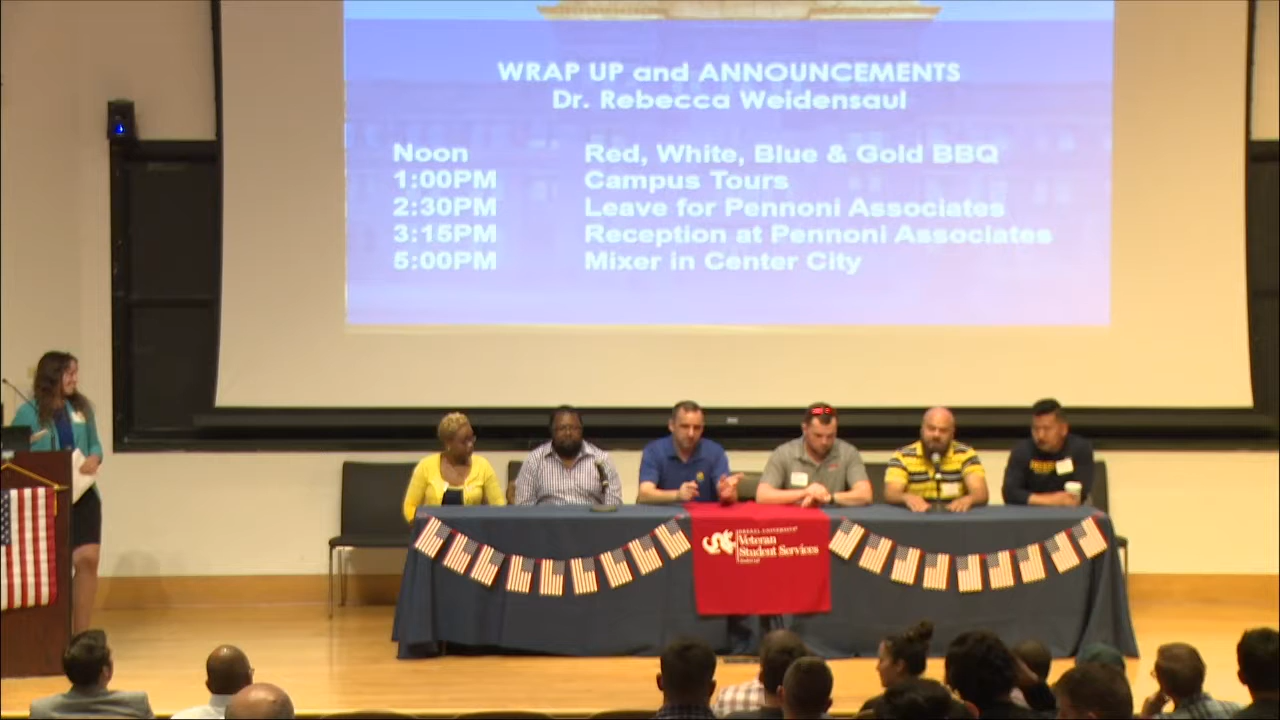 WRAP UP and ANNOUNCEMENTS
Dr. Rebecca Weidensaul
Noon Red, White, Blue & Gold BBQ
1:00PM Campus Tours
2:30PM Leave for Pennoni Associates
3:15PM Reception at Pennoni Associates
5:00PM Mixer in Center City
DREXEL UNIVERSITY
Veteran
Student Services